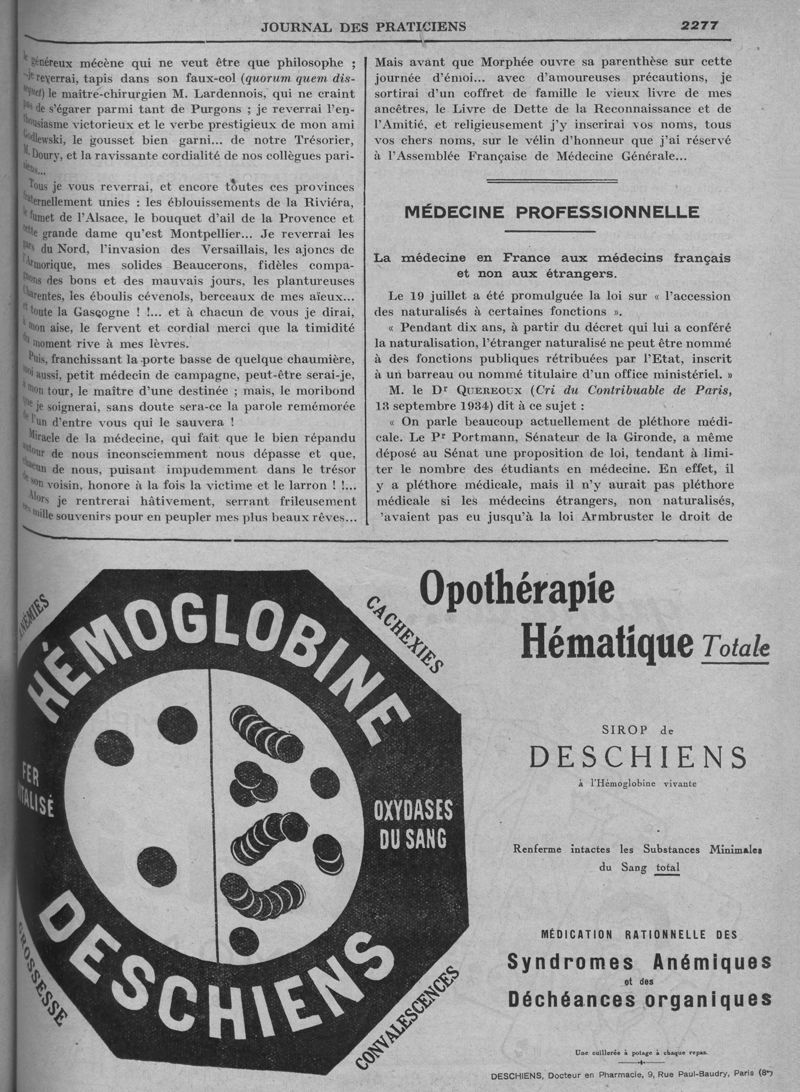 JOURNAL DES PRATICIENS 2277
généreux mécène qui ne veut être que philosophe ;
je reverrai, tapis dans son faux-col (quorum quem dis-
le maître-chirurgien M. Lardennois, qui ne craint
pas de s'égarer parmi tant de Purgons ; je reverrai l'en-
thousiasme victorieux et le verbe prestigieux de mon ami
Godlewski, le gousset bien garni... de notre Trésorier,
M. Doury, et la ravissante cordialité de nos collègues pari-
siens...
Tous je vous reverrai, et encore toutes ces provinces
fraternellement unies : les éblouissements de la Riviéra,
le fumet de l'Alsace, le bouquet d'ail de la Provence et
cette grande dame qu'est Montpellier... Je reverrai les
gars du Nord, l'invasion des Versaillais, les ajoncs de
l'Armorique, mes solides Beaucerons, fidèles compa-
gnons des bons et des mauvais jours, les plantureuses
Charentes, les éboulis cévenols, berceaux de mes aïeux...
et toute la Gascogne ! !... et à chacun de vous je dirai,
à mon aise, le fervent et cordial merci que la timidité
du moment rive à mes lèvres.
Puis, franchissant la porte basse de quelque chaumière,
moi aussi, petit médecin de campagne, peut-être serai-je,
à mon tour, le maître d'une destinée ; mais, le moribond
que je soignerai, sans doute sera-ce la parole remémorée
de l'un d'entre vous qui le sauvera !
Miracle de la médecine, qui fait que le bien répandu
autour de nous inconsciemment nous dépasse et que,
chacun de nous, puisant impudemment dans le trésor
de son voisin, honore à la fois la victime et le larron ! !...
Alors je rentrerai hâtivement, serrant frileusement
ces mille souvenirs pour en peupler mes plus beaux rêves...
Mais avant que Morphée ouvre sa parenthèse sur cette
journée d'émoi... avec d'amoureuses précautions, je
sortirai d'un coffret de famille le vieux livre de mes
ancêtres, le Livre de Dette de la Reconnaissance et de
l'Amitié, et religieusement j'y inscrirai vos noms, tous
vos chers noms, sur le vélin d'honneur que j'ai réservé
à l'Assemblée Française de Médecine Générale...
MÉDECINE PROFESSIONNELLE
La médecine en France aux médecins français
et non aux étrangers.
Le 19 juillet a été promulguée la loi sur « l'accession
des naturalisés à certaines fonctions ».
« Pendant dix ans, à partir du décret qui lui a conféré
la naturalisation, l'étranger naturalisé ne peut être nommé
à des fonctions publiques rétribuées par l'Etat, inscrit
à un barreau ou nommé titulaire d'un office ministériel. »
M. le Dr QUEREOUX (Cri du Contribuable de Paris,
13 septembre 1934) dit à ce sujet :
« On parle beaucoup actuellement de pléthore médi-
cale. Le Pr Portmann, Sénateur de la Gironde, a même
déposé au Sénat une proposition de loi, tendant à limi-
ter le nombre des étudiants en médecine. En effet, il
y a pléthore médicale, mais il n'y aurait pas pléthore
médicale si les médecins étrangers, non naturalisés,
'avaient pas eu jusqu'à la loi Armbruster le droit de
ANÉMIES
CACHEXIES
HÉMOGLOBINE
FER
VITALISÉ
OXYDASES
DU SANG
DESCHIENS
GROSSESSE
CONVALESCENCES
Opothérapie
Hématique Totale
SIROP de
DESCHIENS
à l'Hémoglobine vivante
Renferme intactes les Substances Minimales
du Sang total
MÉDICATION RATIONNELLE DES
Syndromes Anémiques
et des
Déchéances organiques
Une cuillerée à potage à chaque repas.
DESCHIENS, Docteur en Pharmacie, 9, Rue Paul-Baudry, Paris (8e)